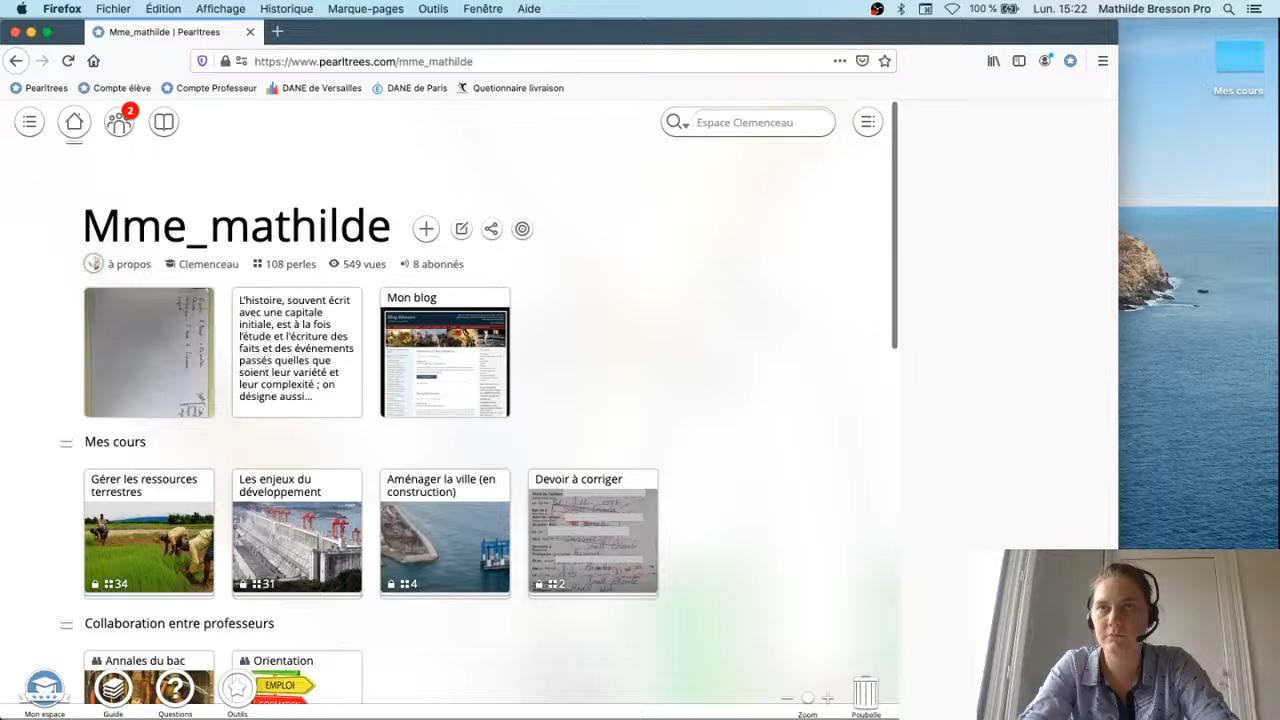 Firefox Fichier Édition Affichage Historique Marque-pages Outils Fenêtre Aide 100 % Lun. 15:22 Mathilde Bresson Pro
Mme_mathilde | Pearltrees
https://www.pearltrees.com/mme_mathilde
Pearltrees Compte élève Compte Professeur DANE de Versailles DANE de Paris Quetionnaire livraison
Mes cours
2
Espace Clemenceau
Mme_mathilde
à propos Clemenceau 108 perles 549 vues 8 abonnés
L'histoire, souvent écrit
avec une capitale
initiale, est à la fois
l'étude et l'écriture des
faits et des événements
passés quelles que
soient leur variété et
leur complexité ; on
désigne aussi...
Mon blog
Mes cours
Gérer les ressources
terrestres
34
Les enjeux du
développement
31
Aménager la ville (en
construction)
4
Devoir à corriger
2
Collaboration entre professeurs
Annales du bac
Orientation
EMPLOI
Mon espace Guide Questions Outils Zoom Poubelle